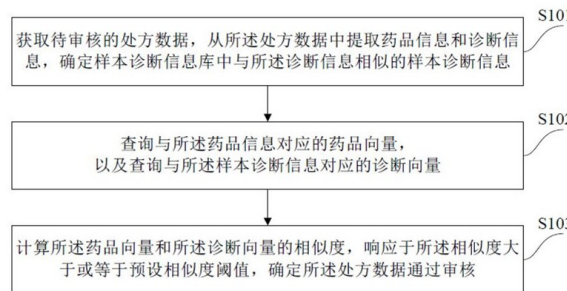 S101
获取待审核的处方数据，从所述处方数据中提取药品信息和诊断信
息，确定样本诊断信息库中与所述诊断信息相似的样本诊断信息
S102
查询与所述药品信息对应的药品向量，
以及查询与所述样本诊断信息对应的诊断向量
S103
计算所述药品向量和所述诊断向量的相似度，响应于所述相似度大
于或等于预设相似度阈值，确定所述处方数据通过审核